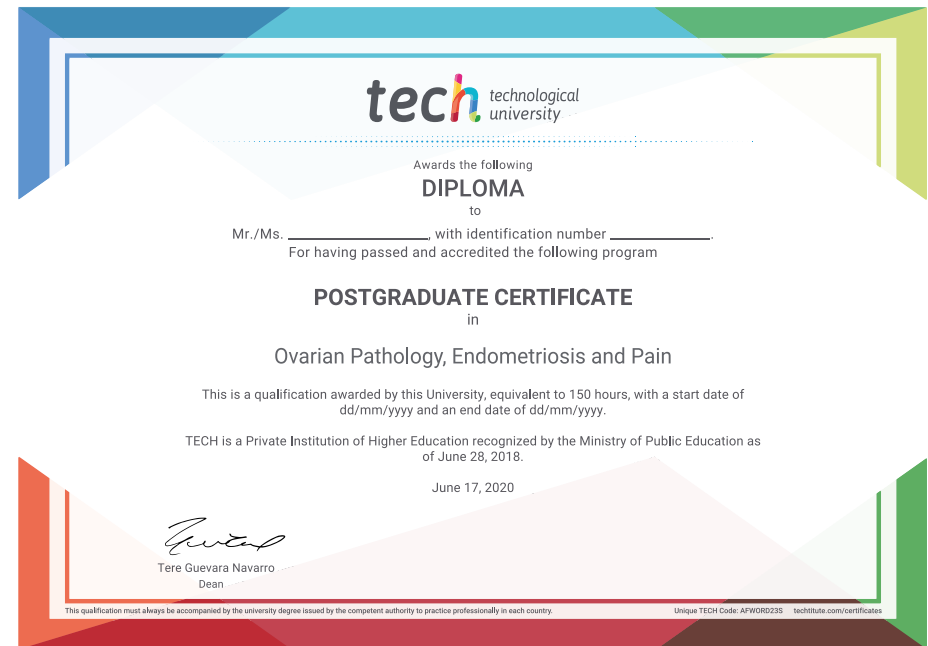 tech technological
university
Awards the following
DIPLOMA
to
Mr./Ms. ____________________, with identification number ______________.
For having passed and accredited the following program
POSTGRADUATE CERTIFICATE
in
Ovarian Pathology, Endometriosis and Pain
This is a qualification awarded by this University, equivalent to 150 hours, with a start date of
dd/mm/yyyy and an end date of dd/mm/yyyy.
TECH is a Private Institution of Higher Education recognized by the Ministry of Public Education as
of June 28, 2018.
June 17, 2020
Tere Guevara Navarro
Dean
This qualification must always be accompanied by the university degree issued by the competent authority to practice professionally in each country. Unique TECH Code: AFWORD23S techtitute.com/certificates